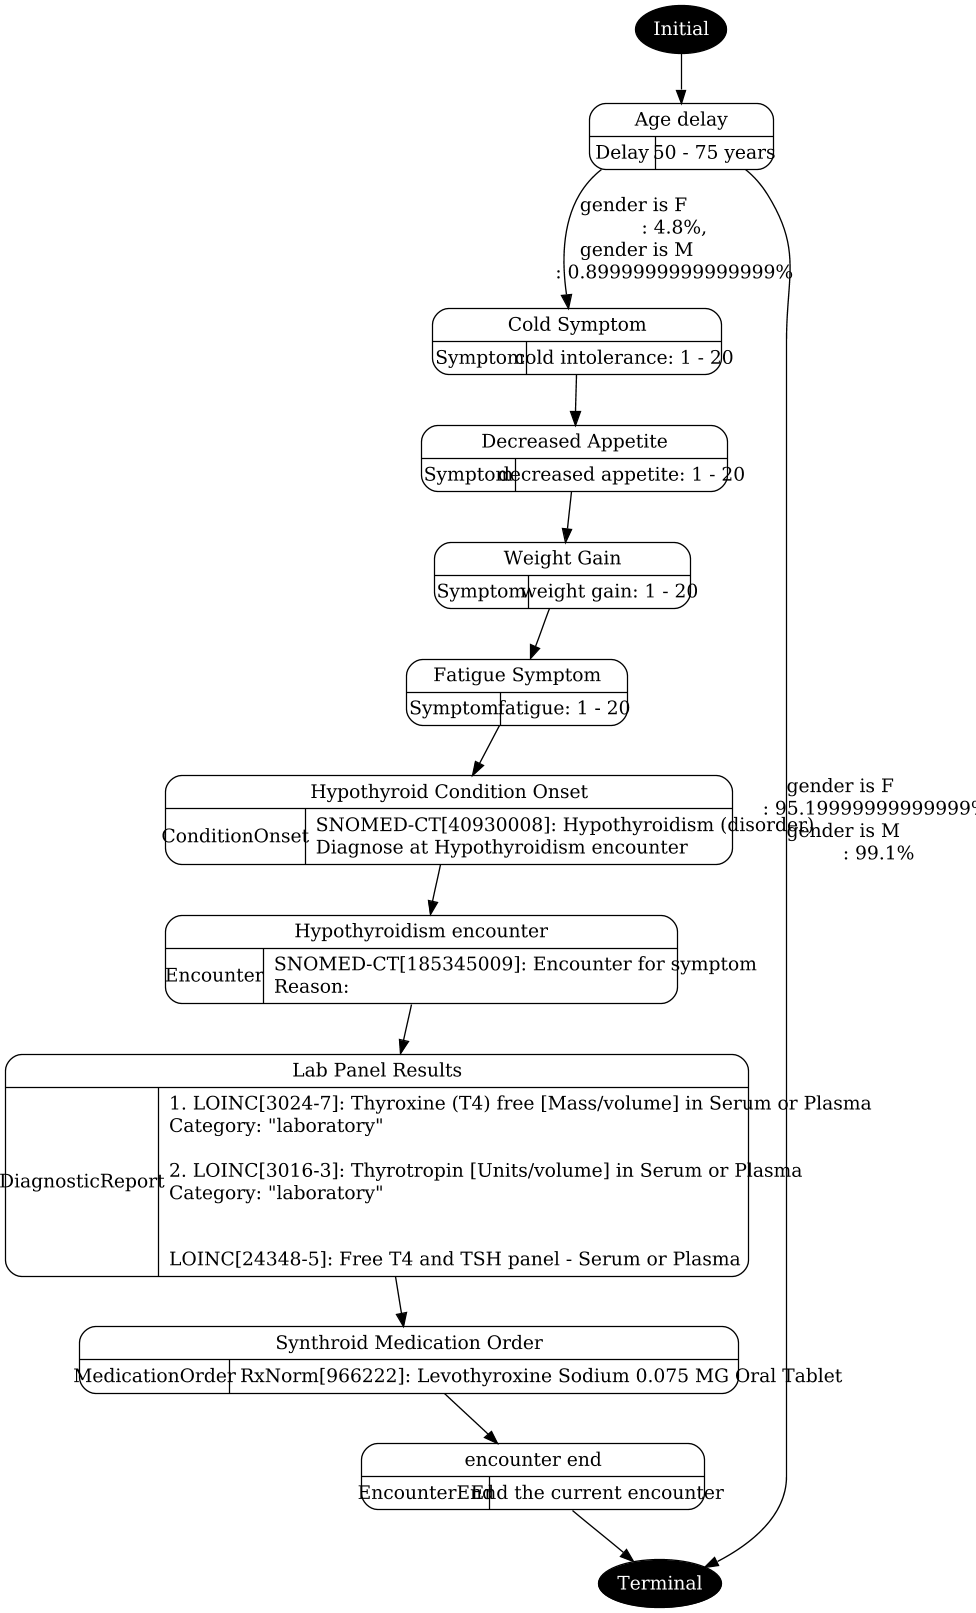 Initial
Age delay
Delay 50 - 75 years
gender is F
: 4.8%,
gender is M
: 0.8999999999999999%
Cold Symptom
Symptom cold intolerance: 1 - 20
Decreased Appetite
Symptom decreased appetite: 1 - 20
Weight Gain
Symptom weight gain: 1 - 20
Fatigue Symptom
Symptom fatigue: 1 - 20
Hypothyroid Condition Onset
ConditionOnset
SNOMED-CT[40930008]: Hypothyroidism (disorder)
Diagnose at Hypothyroidism encounter
gender is F
: 95.19999999999999%
gender is M
: 99.1%
Hypothyroidism encounter
Encounter
SNOMED-CT[185345009]: Encounter for symptom
Reason:
Lab Panel Results
DiagnosticReport
1. LOINC[3024-7]: Thyroxine (T4) free [Mass/volume] in Serum or Plasma
Category: "laboratory"
2. LOINC[3016-3]: Thyrotropin [Units/volume] in Serum or Plasma
Category: "laboratory"
LOINC[24348-5]: Free T4 and TSH panel - Serum or Plasma
Synthroid Medication Order
MedicationOrder RxNorm[966222]: Levothyroxine Sodium 0.075 MG Oral Tablet
encounter end
EncounterEnd End the current encounter
Terminal